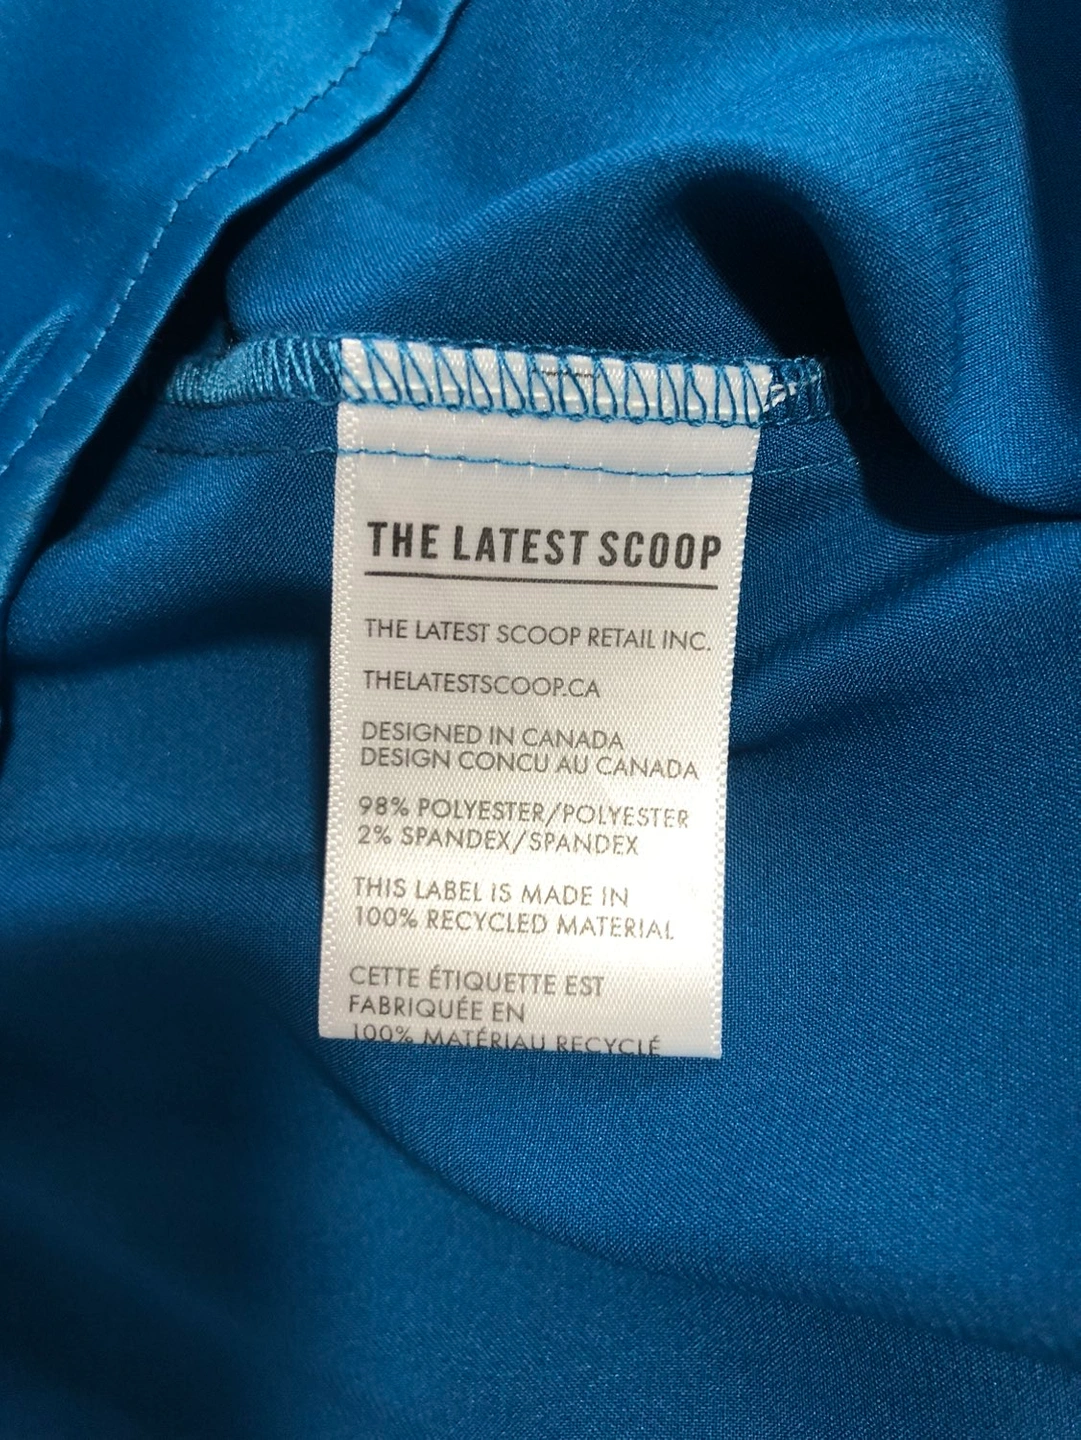 THE LATEST SCOOP
THE LATEST SCOOP RETAIL INC.
THELATESTSCOOP.CA
DESIGNED IN CANADA
DESIGN CONCU AU CANADA
98% POLYESTER/POLYESTER
2% SPANDEX/SPANDEX
THIS LABEL IS MADE IN
100% RECYCLED MATERIAL
CETTE ÉTIQUETTE EST
FABRIQUÉE EN
100% MATÉRIAU RECYCLÉ